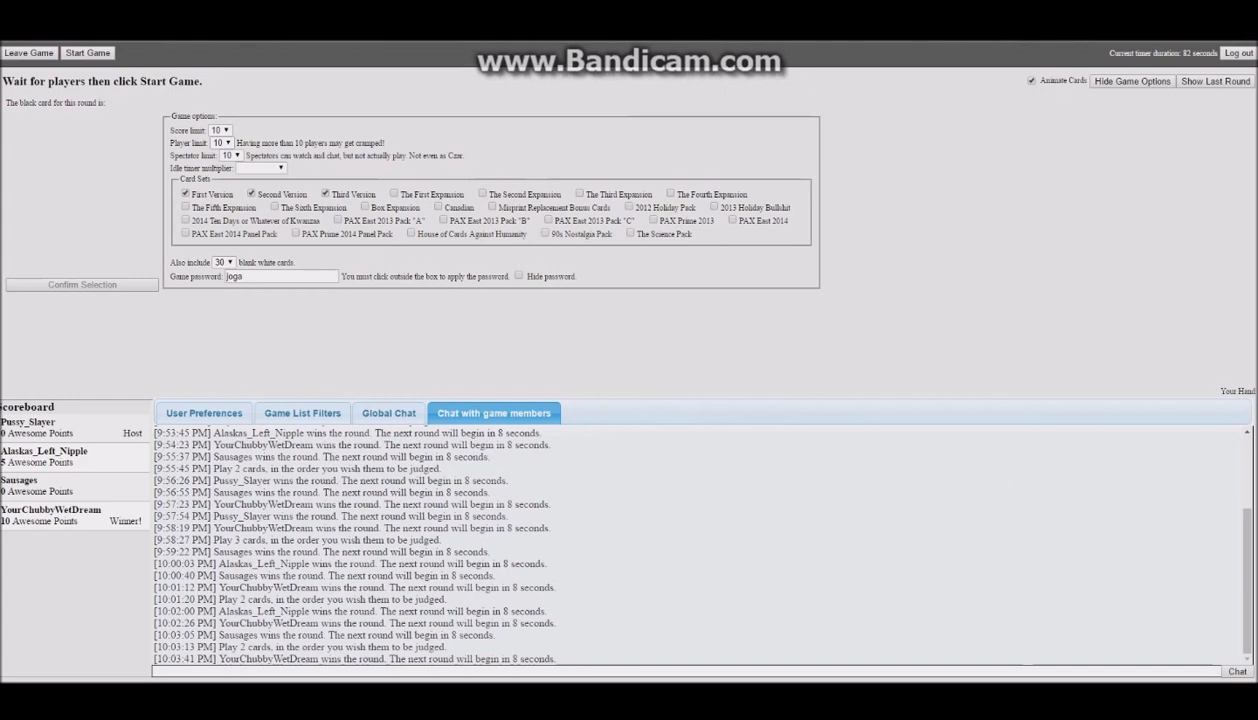 www.Bandicam.com
Leave Game Start Game Current timer duration: 82 seconds Log out
Wait for players then click Start Game. Animate Cards Hide Game Options Show Last Round
The black card for this round is:
Game options:
Score limit: 10
Player limit: 10 Having more than 10 players may get cramped!
Spectator limit: 10 Spectators can watch and chat, but not actually play. Not even as Czar.
Idle timer multiplier:
Card Sets
First Version Second Version Third Version The First Expansion The Second Expansion The Third Expansion The Fourth Expansion
The Fifth Expansion The Sixth Expansion Box Expansion Canadian Misprint Replacement Bonus Cards 2012 Holiday Pack 2013 Holiday Bullshit
2014 Ten Days or Whatever of Kwanzaa PAX East 2013 Pack "A" PAX East 2013 Pack "B" PAX East 2013 Pack "C" PAX Prime 2013 PAX East 2014
PAX East 2014 Panel Pack PAX Prime 2014 Panel Pack House of Cards Against Humanity 90s Nostalgia Pack The Science Pack
Also include 30 blank white cards.
Game password: joga You must click outside the box to apply the password. Hide password.
Confirm Selection
Your Hand
Scoreboard
Pussy_Slayer
0 Awesome Points Host
Alaskas_Left_Nipple
5 Awesome Points
Sausages
0 Awesome Points
YourChubbyWetDream
10 Awesome Points Winner!
User Preferences Game List Filters Global Chat Chat with game members
[9:53:45 PM] Alaskas_Left_Nipple wins the round. The next round will begin in 8 seconds.
[9:54:23 PM] YourChubbyWetDream wins the round. The next round will begin in 8 seconds.
[9:55:37 PM] Sausages wins the round. The next round will begin in 8 seconds.
[9:55:45 PM] Play 2 cards, in the order you wish them to be judged.
[9:56:26 PM] Pussy_Slayer wins the round. The next round will begin in 8 seconds.
[9:56:55 PM] Sausages wins the round. The next round will begin in 8 seconds.
[9:57:23 PM] YourChubbyWetDream wins the round. The next round will begin in 8 seconds.
[9:57:54 PM] Pussy_Slayer wins the round. The next round will begin in 8 seconds.
[9:58:19 PM] YourChubbyWetDream wins the round. The next round will begin in 8 seconds.
[9:58:27 PM] Play 3 cards, in the order you wish them to be judged.
[9:59:22 PM] Sausages wins the round. The next round will begin in 8 seconds.
[10:00:03 PM] Alaskas_Left_Nipple wins the round. The next round will begin in 8 seconds.
[10:00:40 PM] Sausages wins the round. The next round will begin in 8 seconds.
[10:01:12 PM] YourChubbyWetDream wins the round. The next round will begin in 8 seconds.
[10:01:20 PM] Play 2 cards, in the order you wish them to be judged.
[10:02:00 PM] Alaskas_Left_Nipple wins the round. The next round will begin in 8 seconds.
[10:02:26 PM] YourChubbyWetDream wins the round. The next round will begin in 8 seconds.
[10:03:05 PM] Sausages wins the round. The next round will begin in 8 seconds.
[10:03:13 PM] Play 2 cards, in the order you wish them to be judged.
[10:03:41 PM] YourChubbyWetDream wins the round. The next round will begin in 8 seconds.
Chat